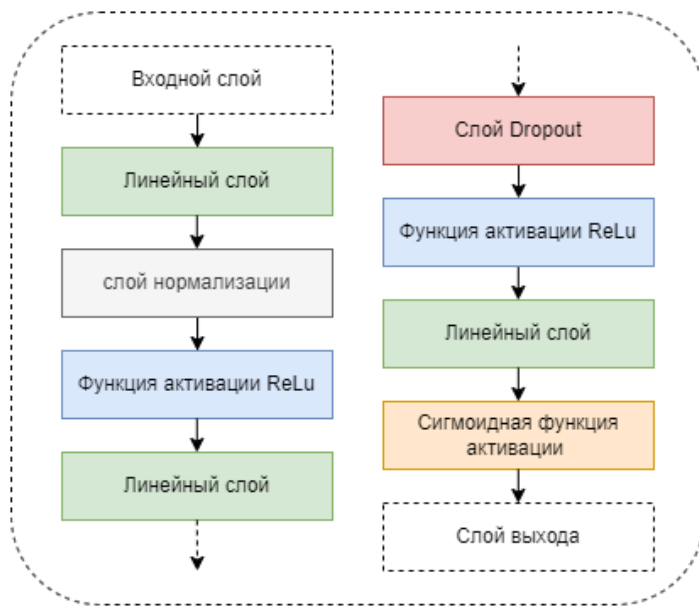 Входной слой
Линейный слой
слой нормализации
Функция активации ReLu
Линейный слой
Слой Dropout
Функция активации ReLu
Линейный слой
Сигмоидная функция
активации
Слой выхода